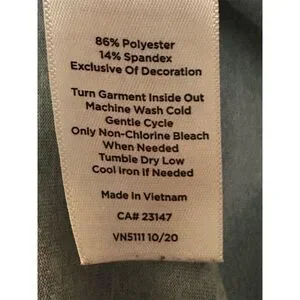 86% Polyester
14% Spandex
Exclusive Of Decoration
Turn Garment Inside Out
Machine Wash Cold
Gentle Cycle
Only Non-Chlorine Bleach
When Needed
Tumble Dry Low
Cool Iron if Needed
Made In Vietnam
CA# 23147
VN5111 10/20